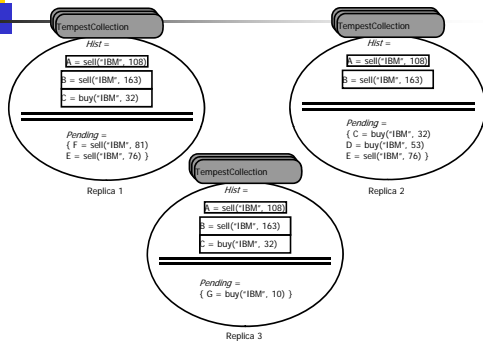 TempestCollection
Hist =
A = sell("IBM", 108)
B = sell("IBM", 163)
C = buy("IBM", 32)
Pending =
{ F = sell("IBM", 81)
E = sell("IBM", 76) }
Replica 1
TempestCollection
Hist =
A = sell("IBM", 108)
B = sell("IBM", 163)
Pending =
{ C = buy("IBM", 32)
D = buy("IBM", 53)
E = sell("IBM", 76) }
Replica 2
TempestCollection
Hist =
A = sell("IBM", 108)
B = sell("IBM", 163)
C = buy("IBM", 32)
Pending =
{ G = buy("IBM", 10) }
Replica 3